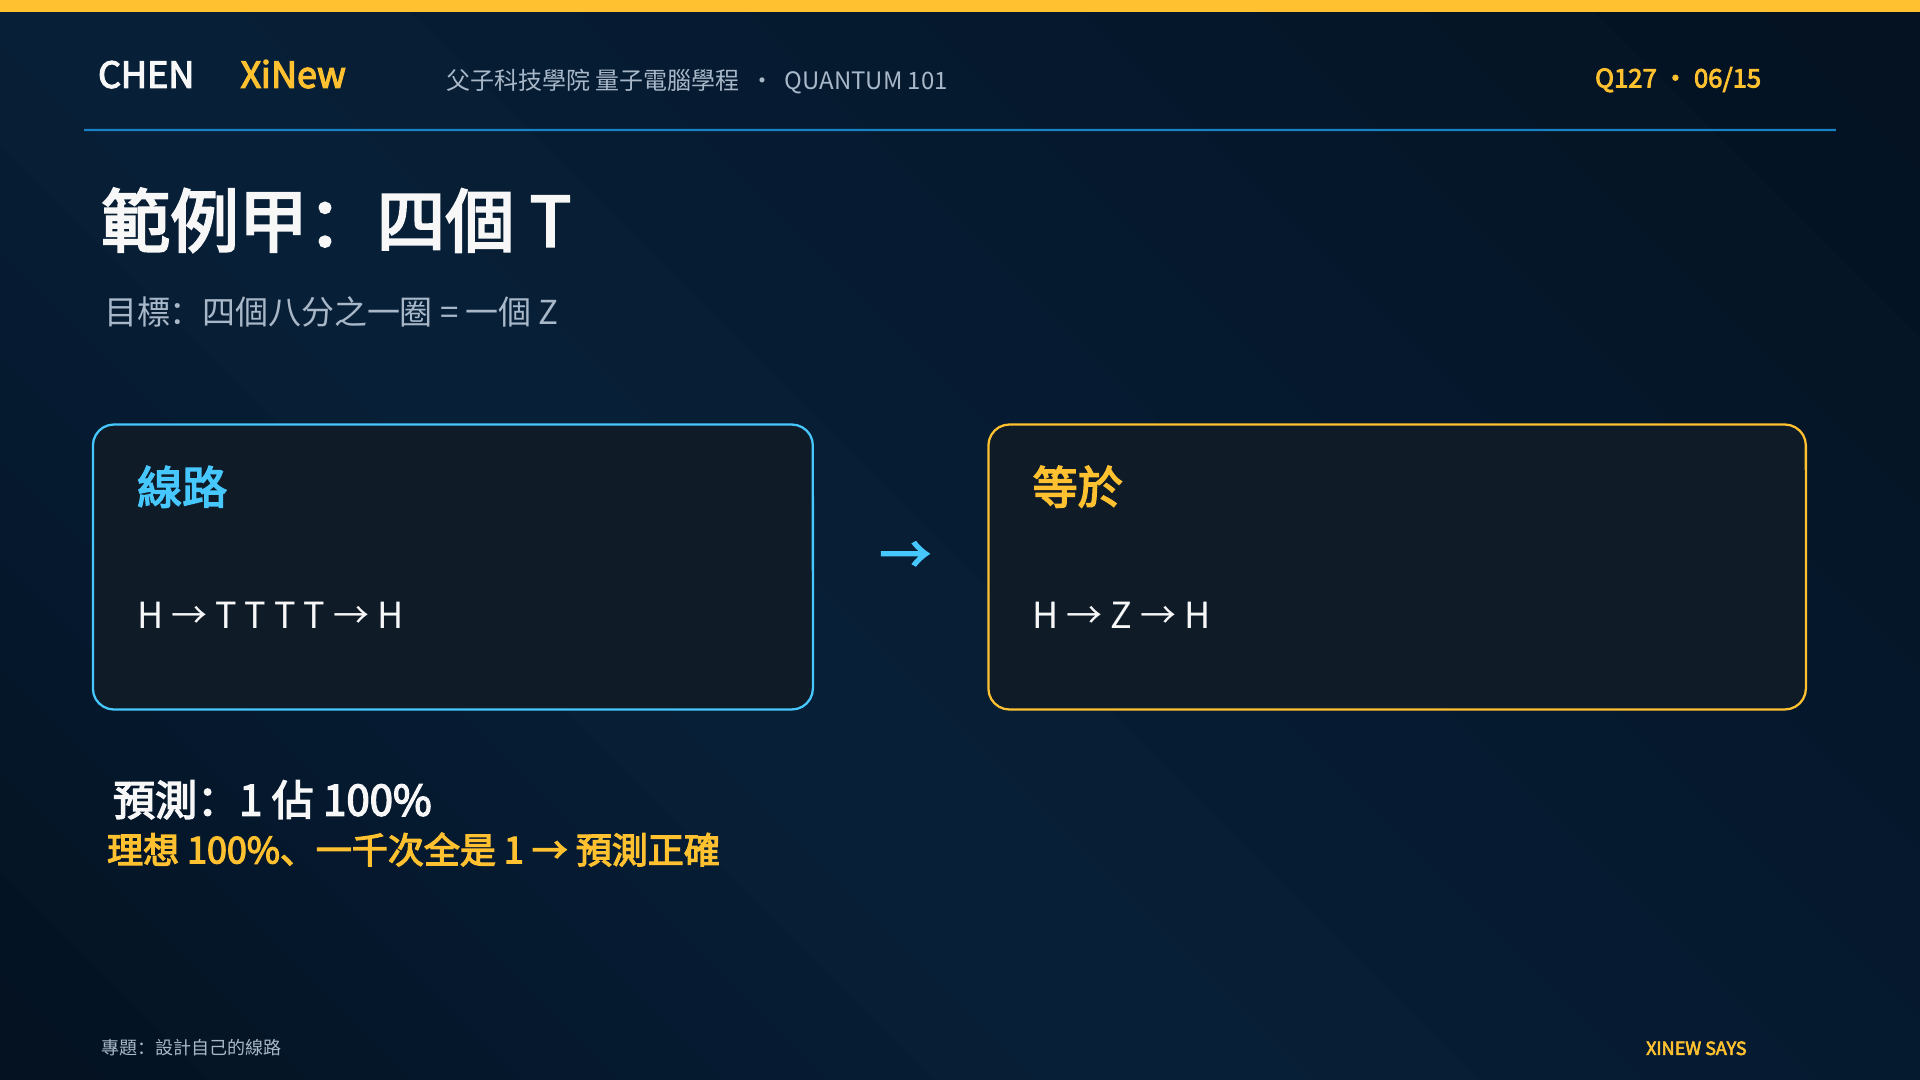 CHEN XiNew 父子科技學院 量子電腦學程 · QUANTUM 101 Q127 · 06/15
範例甲：四個 T
目標：四個八分之一圈 = 一個 Z
線路
H → T T T T → H
→
等於
H → Z → H
預測：1 佔 100%
理想 100%、一千次全是 1 → 預測正確
專題：設計自己的線路
XINEW SAYS